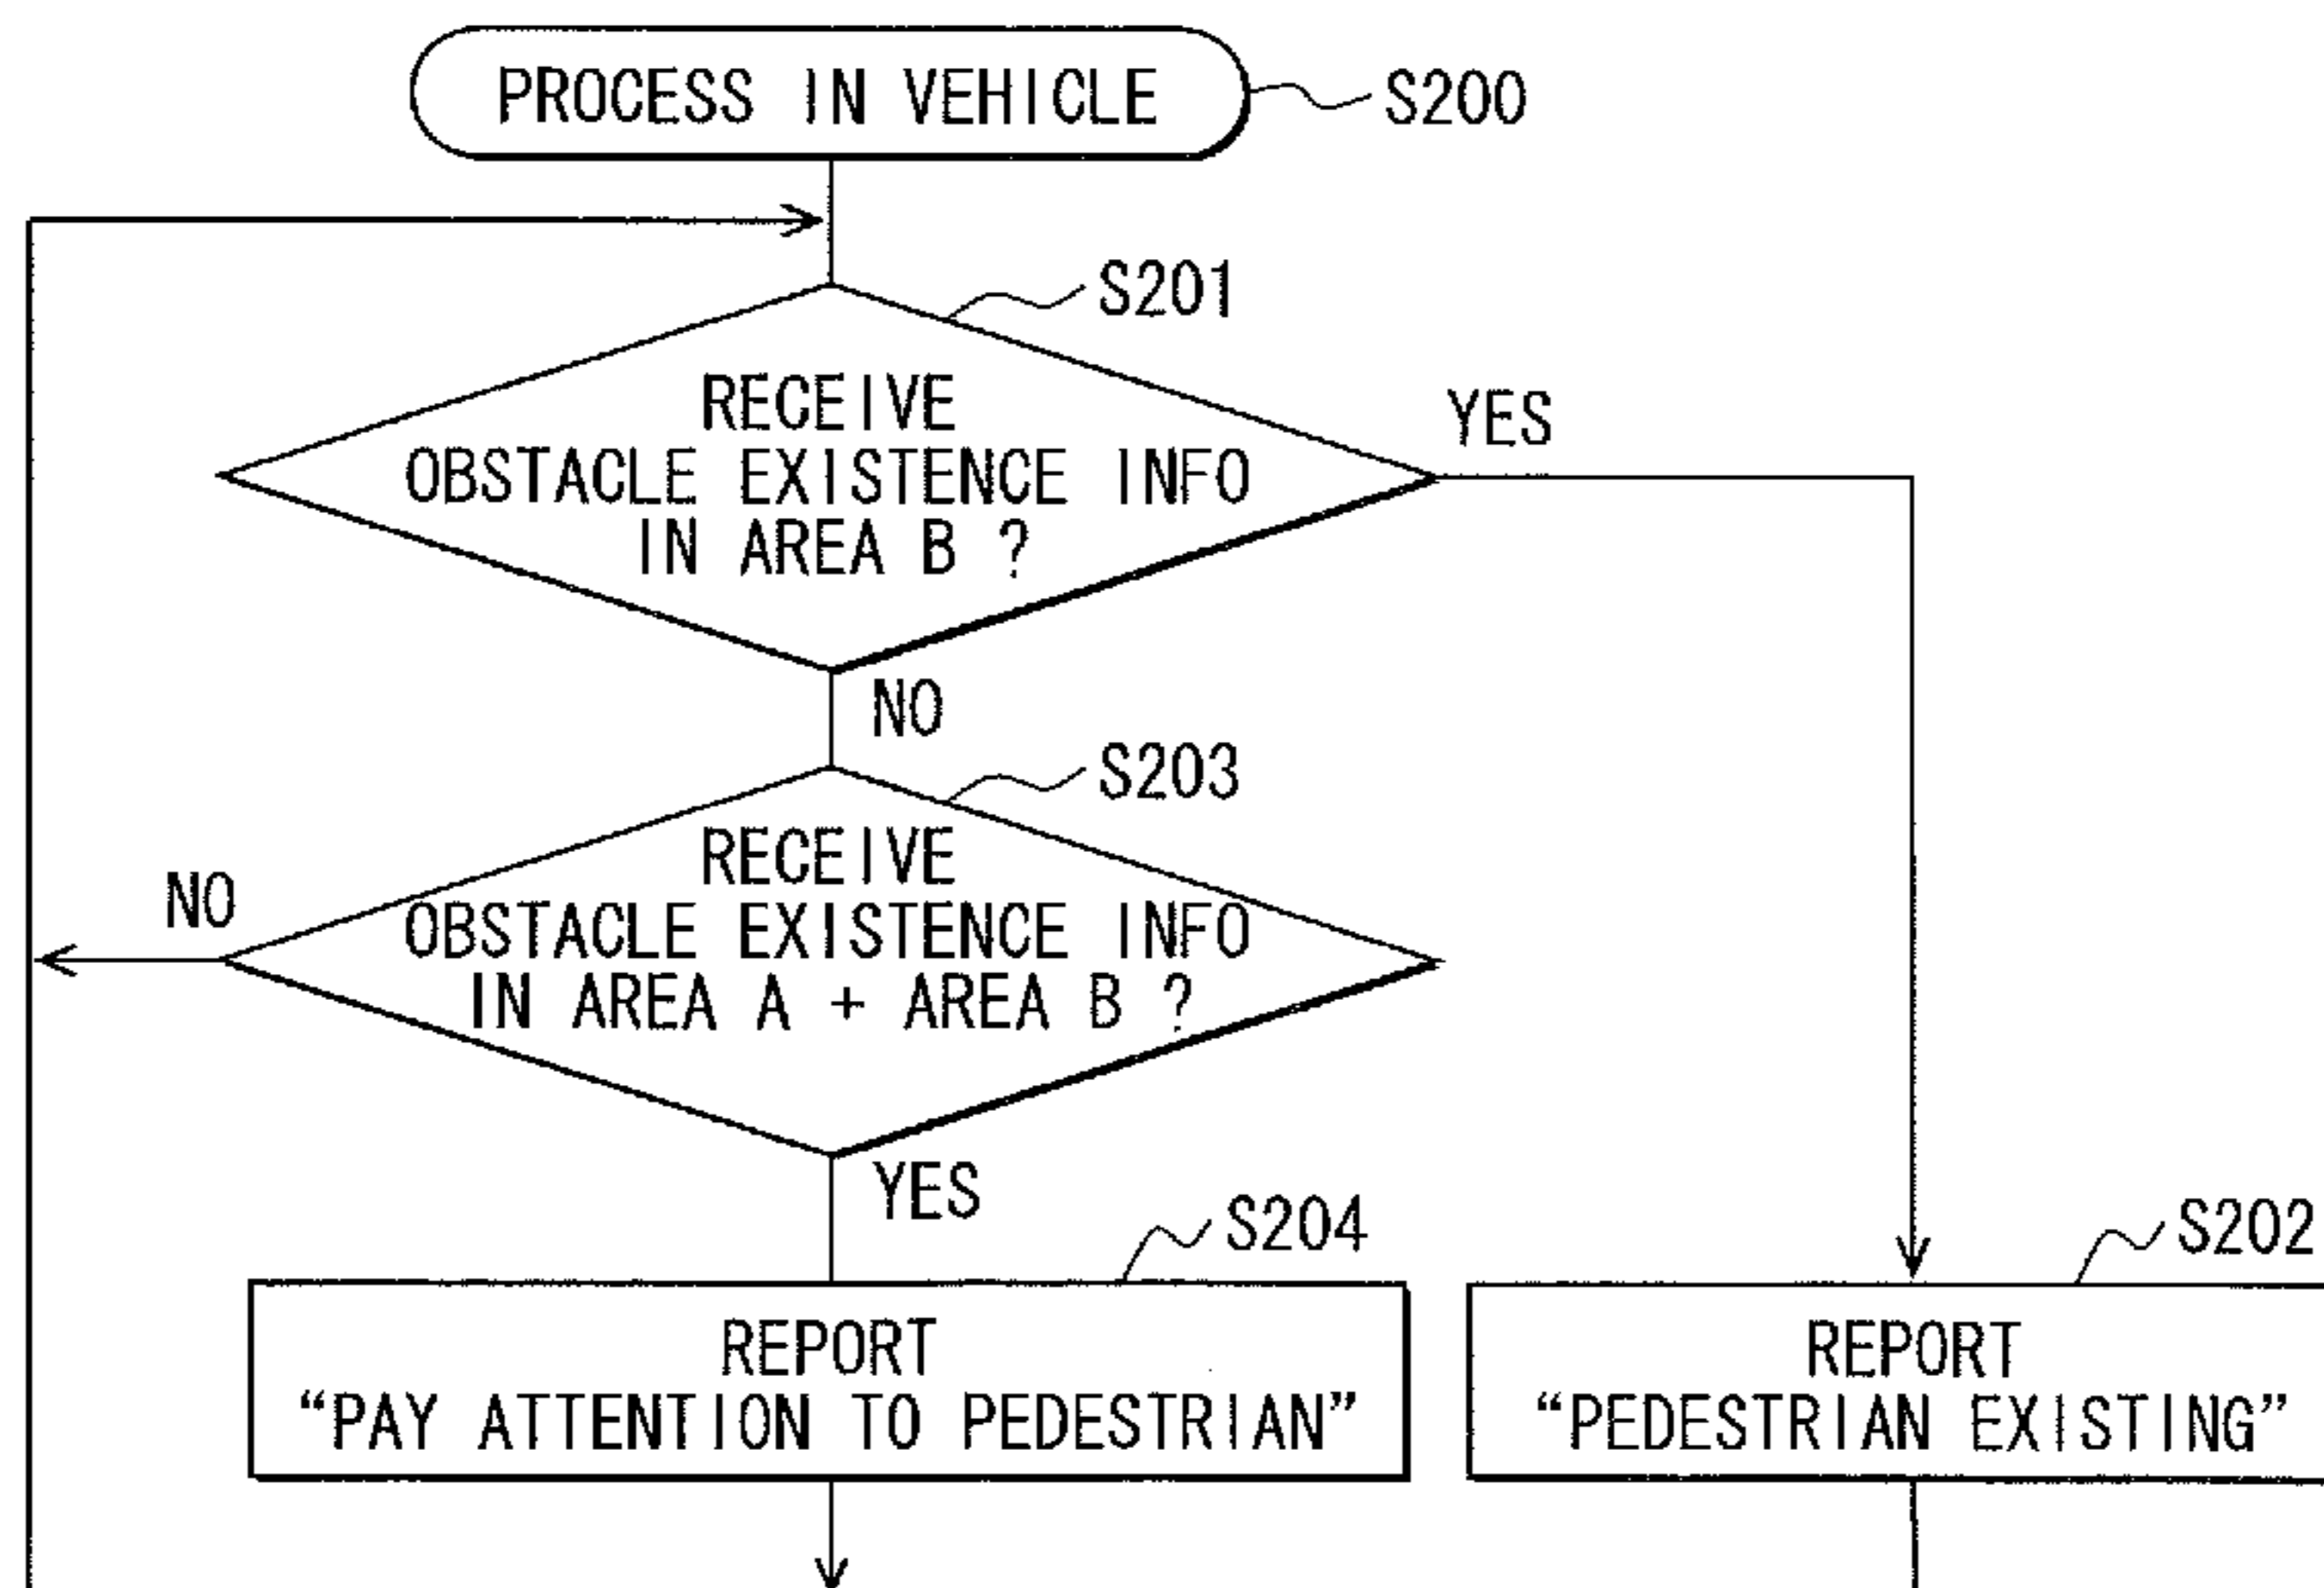 PROCESS IN VEHICLE
S200
S201
RECEIVE
OBSTACLE EXISTENCE INFO
IN AREA B ?
YES
NO
S203
RECEIVE
OBSTACLE EXISTENCE INFO
IN AREA A + AREA B ?
NO
YES
S204
REPORT
“PAY ATTENTION TO PEDESTRIAN”
S202
REPORT
“PEDESTRIAN EXISTING”